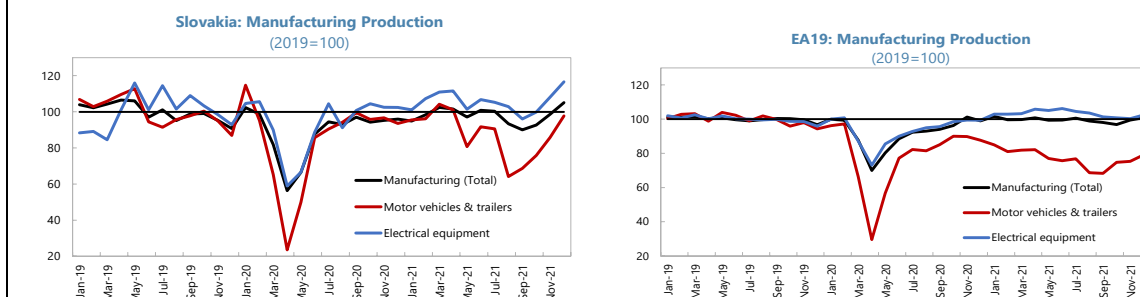 Slovakia: Manufacturing Production
(2019=100)
120
100
80
60
40
20
Manufacturing (Total)
Motor vehicles & trailers
Electrical equipment
Jan-19
Mar-19
May-19
Jul-19
Sep-19
Nov-19
Jan-20
Mar-20
May-20
Jul-20
Sep-20
Nov-20
Jan-21
Mar-21
May-21
Jul-21
Sep-21
Nov-21
EA19: Manufacturing Production
(2019=100)
120
100
80
60
40
20
Manufacturing (Total)
Motor vehicles & trailers
Electrical equipment
Jan-19
Mar-19
May-19
Jul-19
Sep-19
Nov-19
Jan-20
Mar-20
May-20
Jul-20
Sep-20
Nov-20
Jan-21
Mar-21
May-21
Jul-21
Sep-21
Nov-21